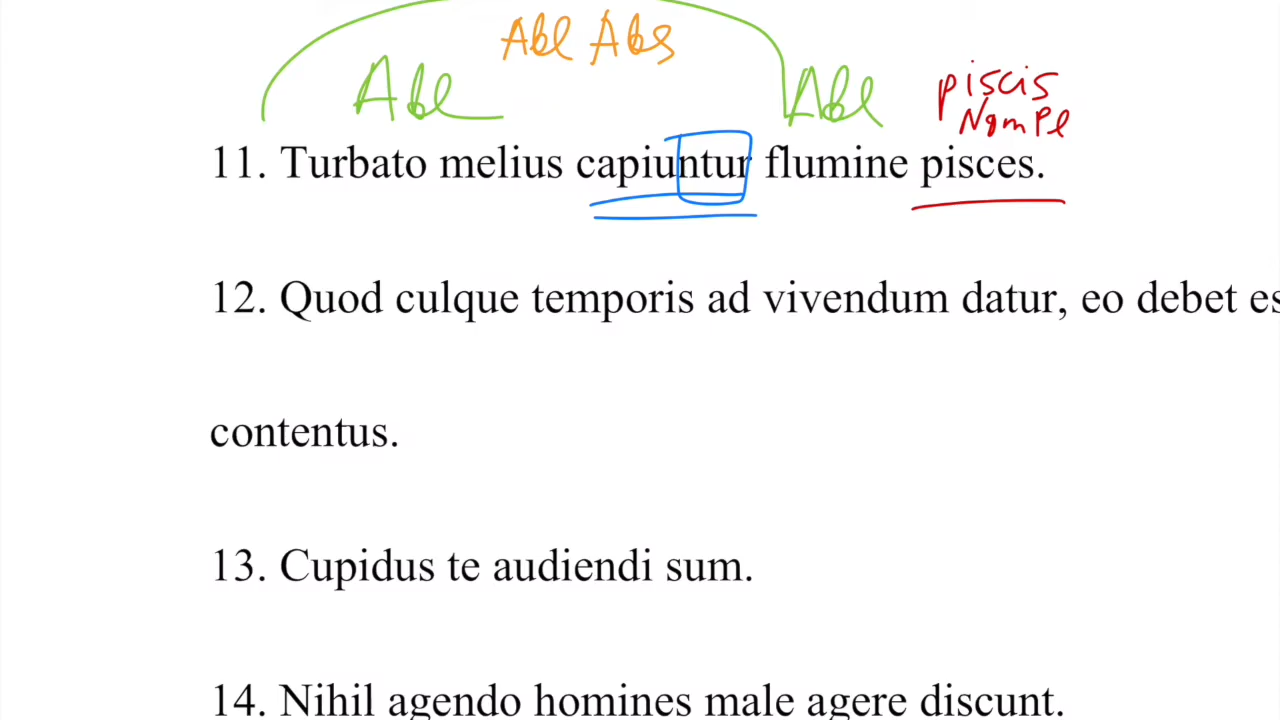 Abl Abs
Abl Abl piscis
Nom Pl
11. Turbato melius capiuntur flumine pisces.
12. Quod culque temporis ad vivendum datur, eo debet es
contentus.
13. Cupidus te audiendi sum.
14. Nihil agendo homines male agere discunt.